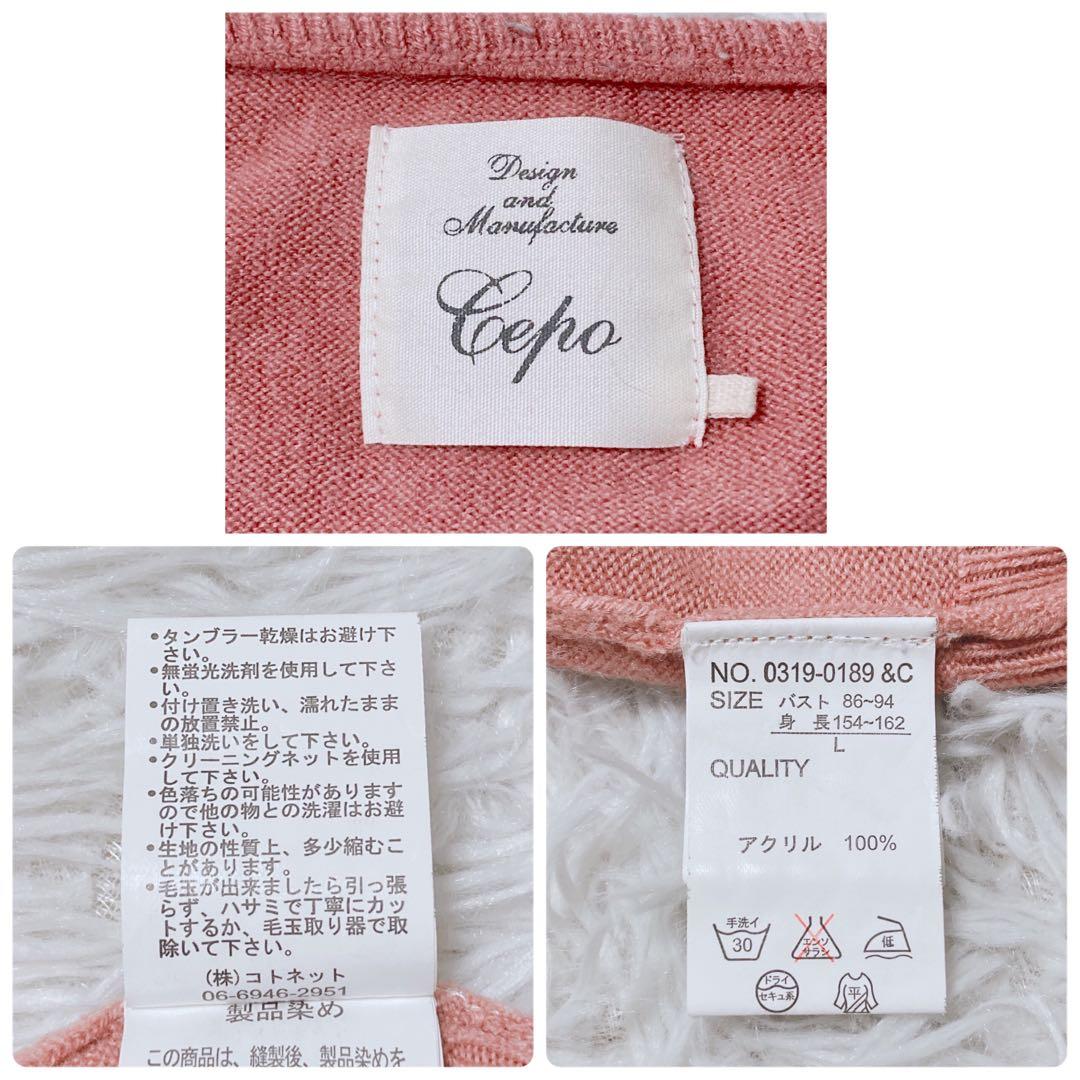 Design
and
Manufacture
Cepo
•タンブラー乾燥はお避け下
さい。
•無蛍光洗剤を使用して下さ
い。
•付け置き洗い、濡れたまま
の放置禁止。
•単独洗いをして下さい。
•クリーニングネットを使用
して下さい。
•色落ちの可能性があります
ので他の物との洗濯はお避
け下さい。
•生地の性質上、多少縮むこ
とがあります。
•毛玉が出来ましたら引っ張
らず、ハサミで丁寧にカッ
トするか、毛玉取り器で取
除いて下さい。
(株)コトネット
06-6946-2951
製品染め
この商品は、縫製後、製品染めを
NO. 0319-0189 &C
SIZE バスト 86~94
身 長154~162
L
QUALITY
アクリル 100%
手洗イ
30
エンソ
サラシ
低
ドライ
セキュ系
平